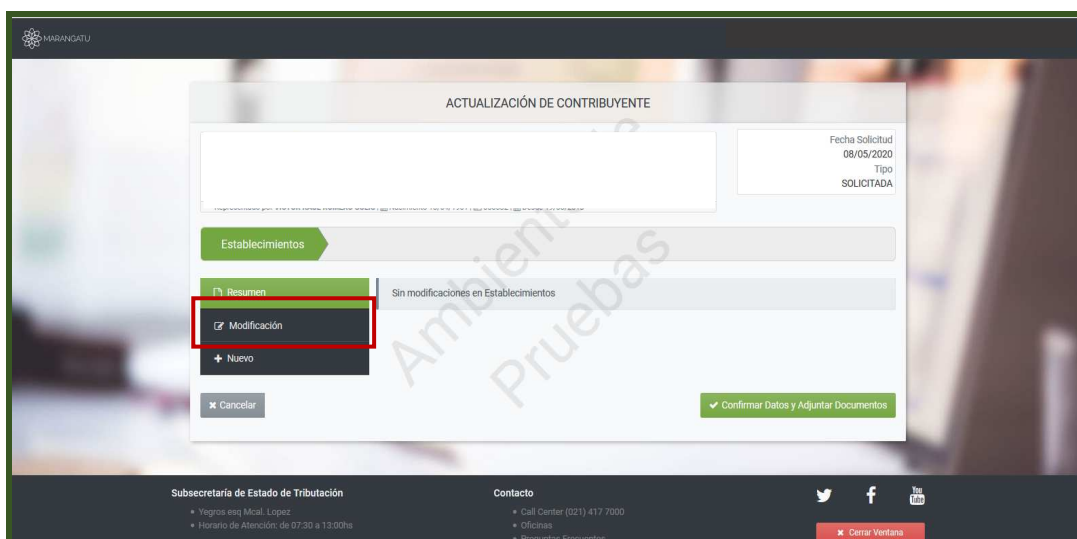 MARANGATU
ACTUALIZACIÓN DE CONTRIBUYENTE
Fecha Solicitud
08/05/2020
Tipo
SOLICITADA
Establecimientos
Resumen
Sin modificaciones en Establecimientos
Modificación
+ Nuevo
Ambiente
Pruebas
× Cancelar
✔ Confirmar Datos y Adjuntar Documentos
Subsecretaría de Estado de Tributación
Contacto
• Yegros esq Mcal. Lopez
• Call Center (021) 417 7000
You
Tube
• Horario de Atención: de 07:30 a 13:00hs
• Oficinas
• Preguntas Frecuentes
× Cerrar Ventana